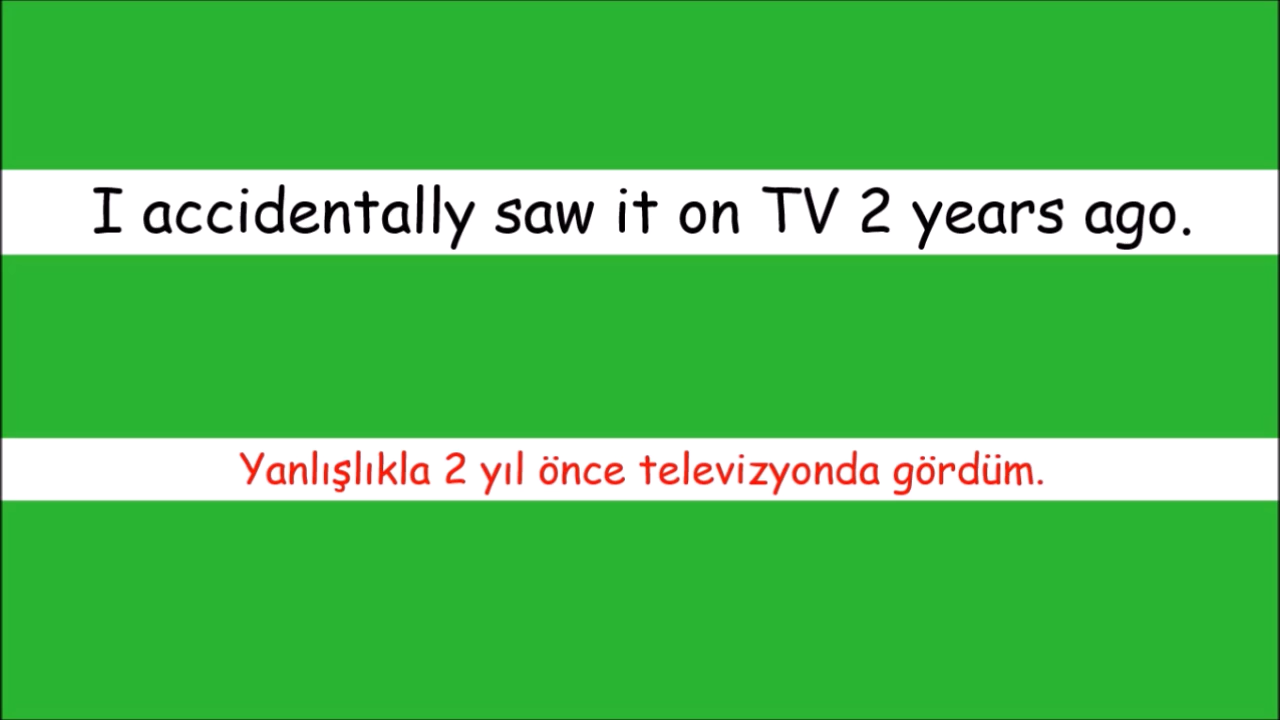 I accidentally saw it on TV 2 years ago.
Yanlışlıkla 2 yıl önce televizyonda gördüm.